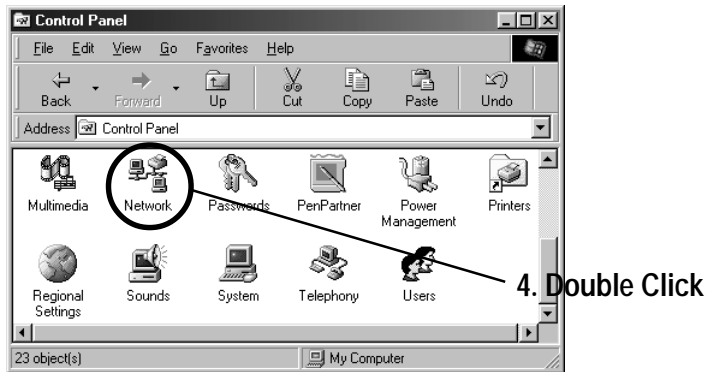 Control Panel
File Edit View Go Favorites Help
Back Forward Up Cut Copy Paste Undo
Address Control Panel
Multimedia Network Passwords PenPartner Power Management Printers
Regional Settings Sounds System Telephony Users
4. Double Click
23 object(s) My Computer